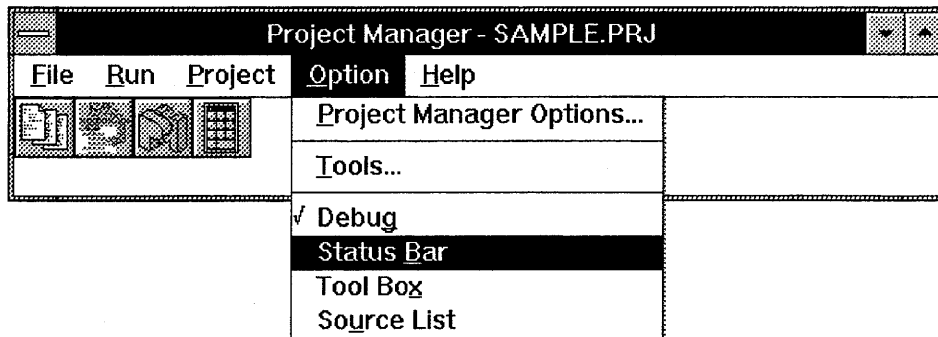 Project Manager - SAMPLE.PRJ
File Run Project Option Help
Project Manager Options...
Tools...
√ Debug
Status Bar
Tool Box
Source List